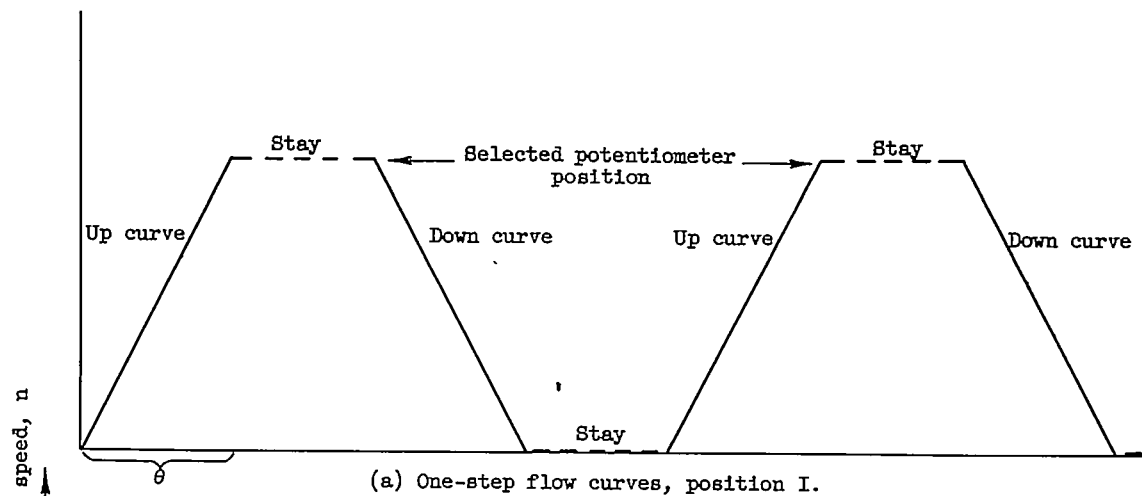 Stay
Selected potentiometer
position
Stay
Up curve
Down curve
Up curve
Down curve
Stay
speed, n
θ
(a) One-step flow curves, position I.